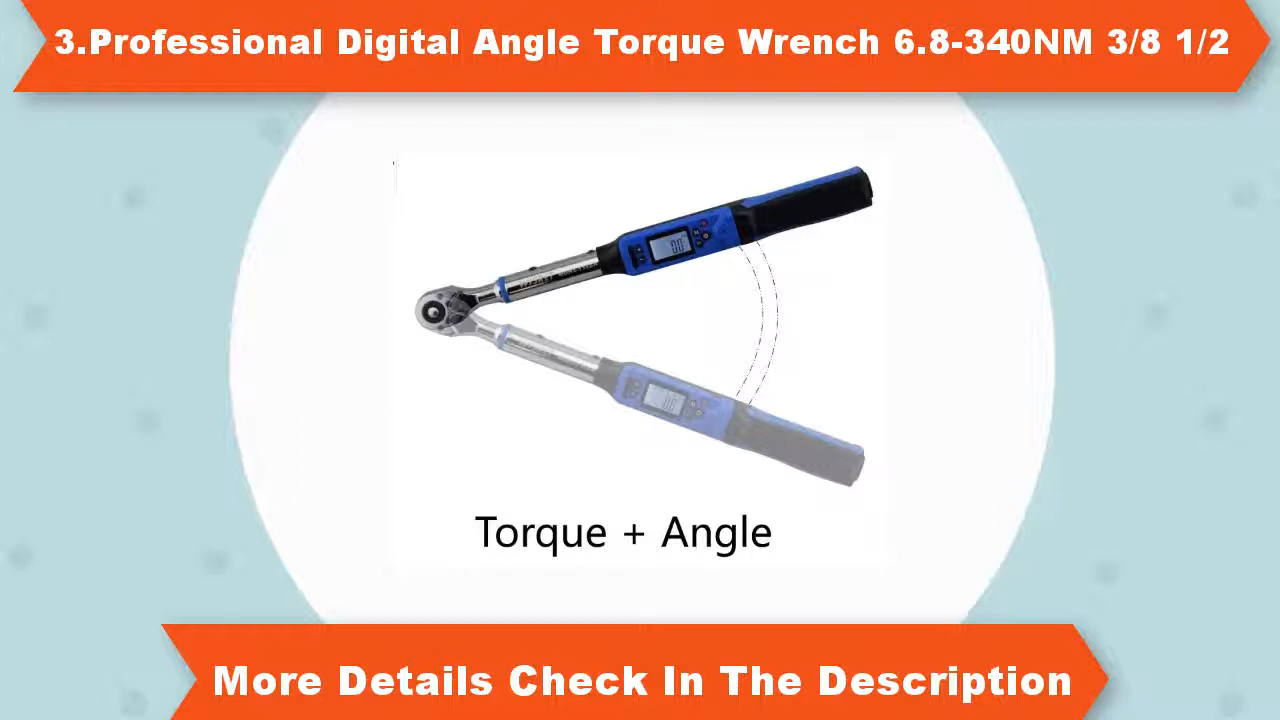 3.Professional Digital Angle Torque Wrench 6.8-340NM 3/8 1/2
Torque + Angle
More Details Check In The Description